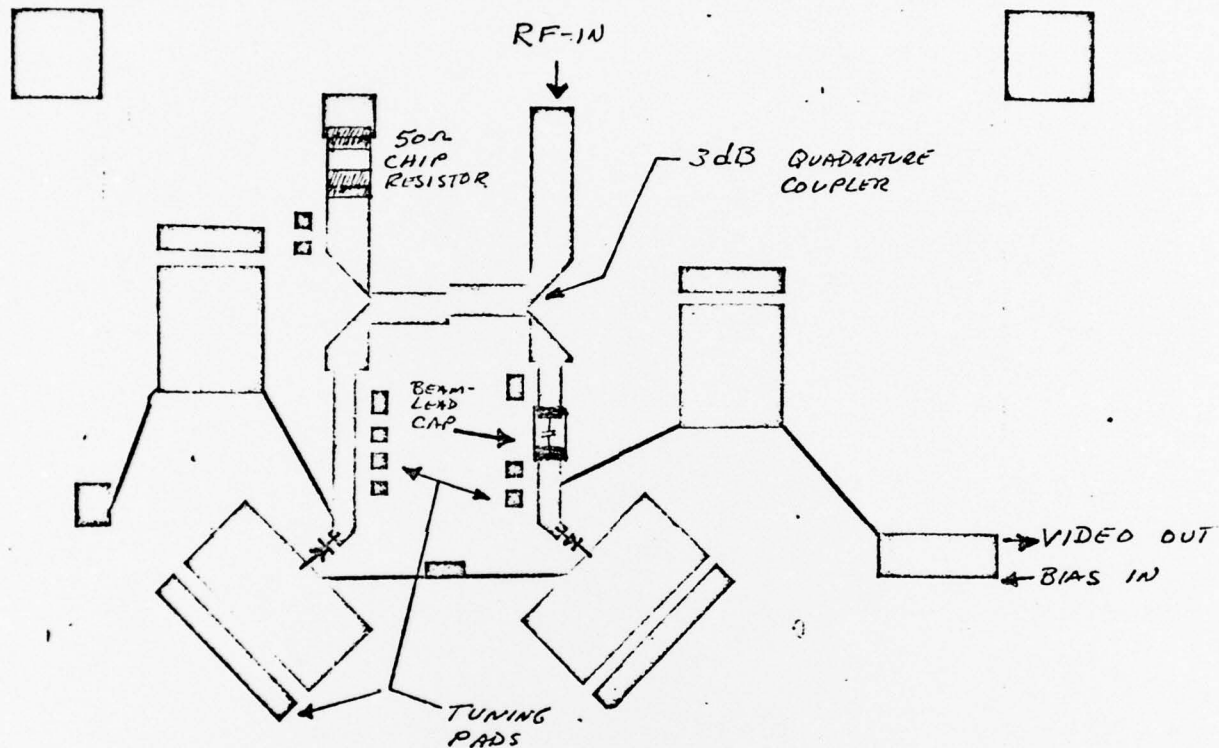 RF-IN
50Ω
CHIP
RESISTOR
3dB QUADRATURE
COUPLER
BEAM-
LEAD
CAP
VIDEO OUT
BIAS IN
TUNING
PADS